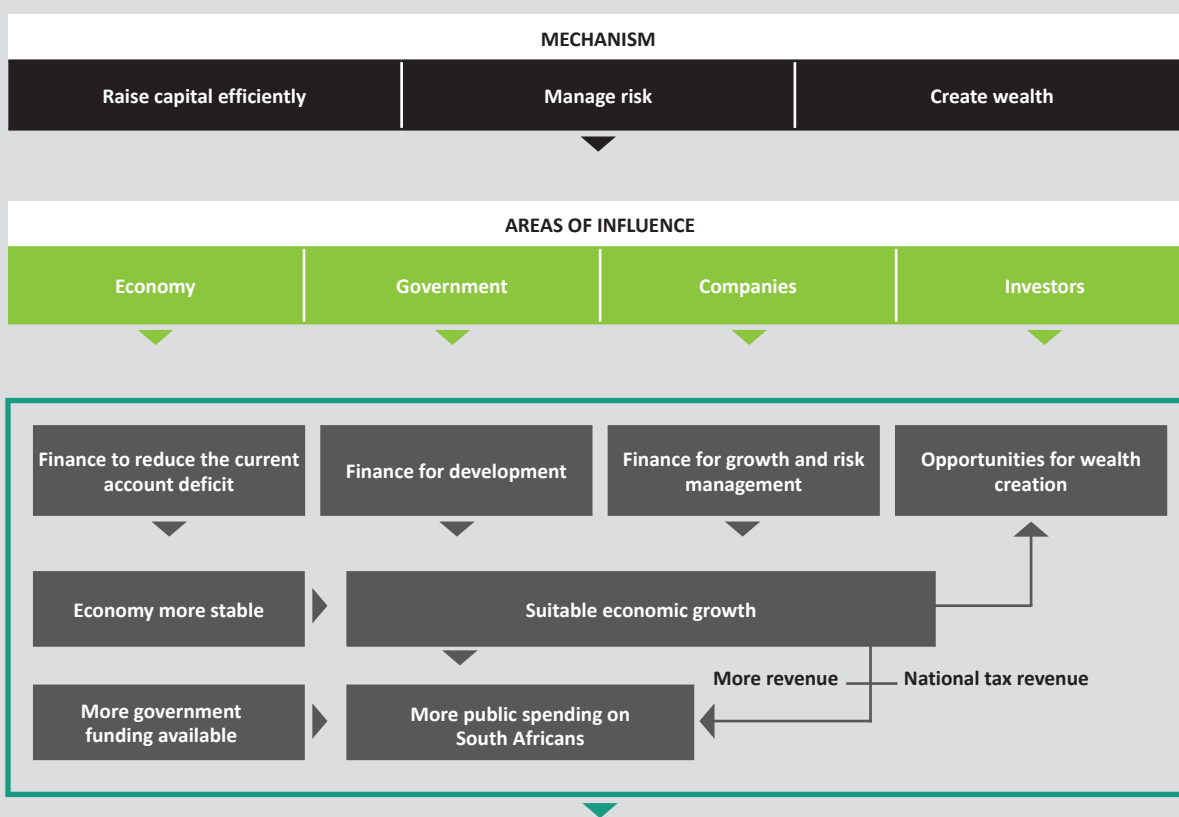 MECHANISM
Raise capital efficiently
Manage risk
Create wealth
AREAS OF INFLUENCE
Economy
Government
Companies
Investors
Finance to reduce the current
account deficit
Finance for development
Finance for growth and risk
management
Opportunities for wealth
creation
Economy more stable
Suitable economic growth
More revenue
National tax revenue
More government
funding available
More public spending on
South Africans